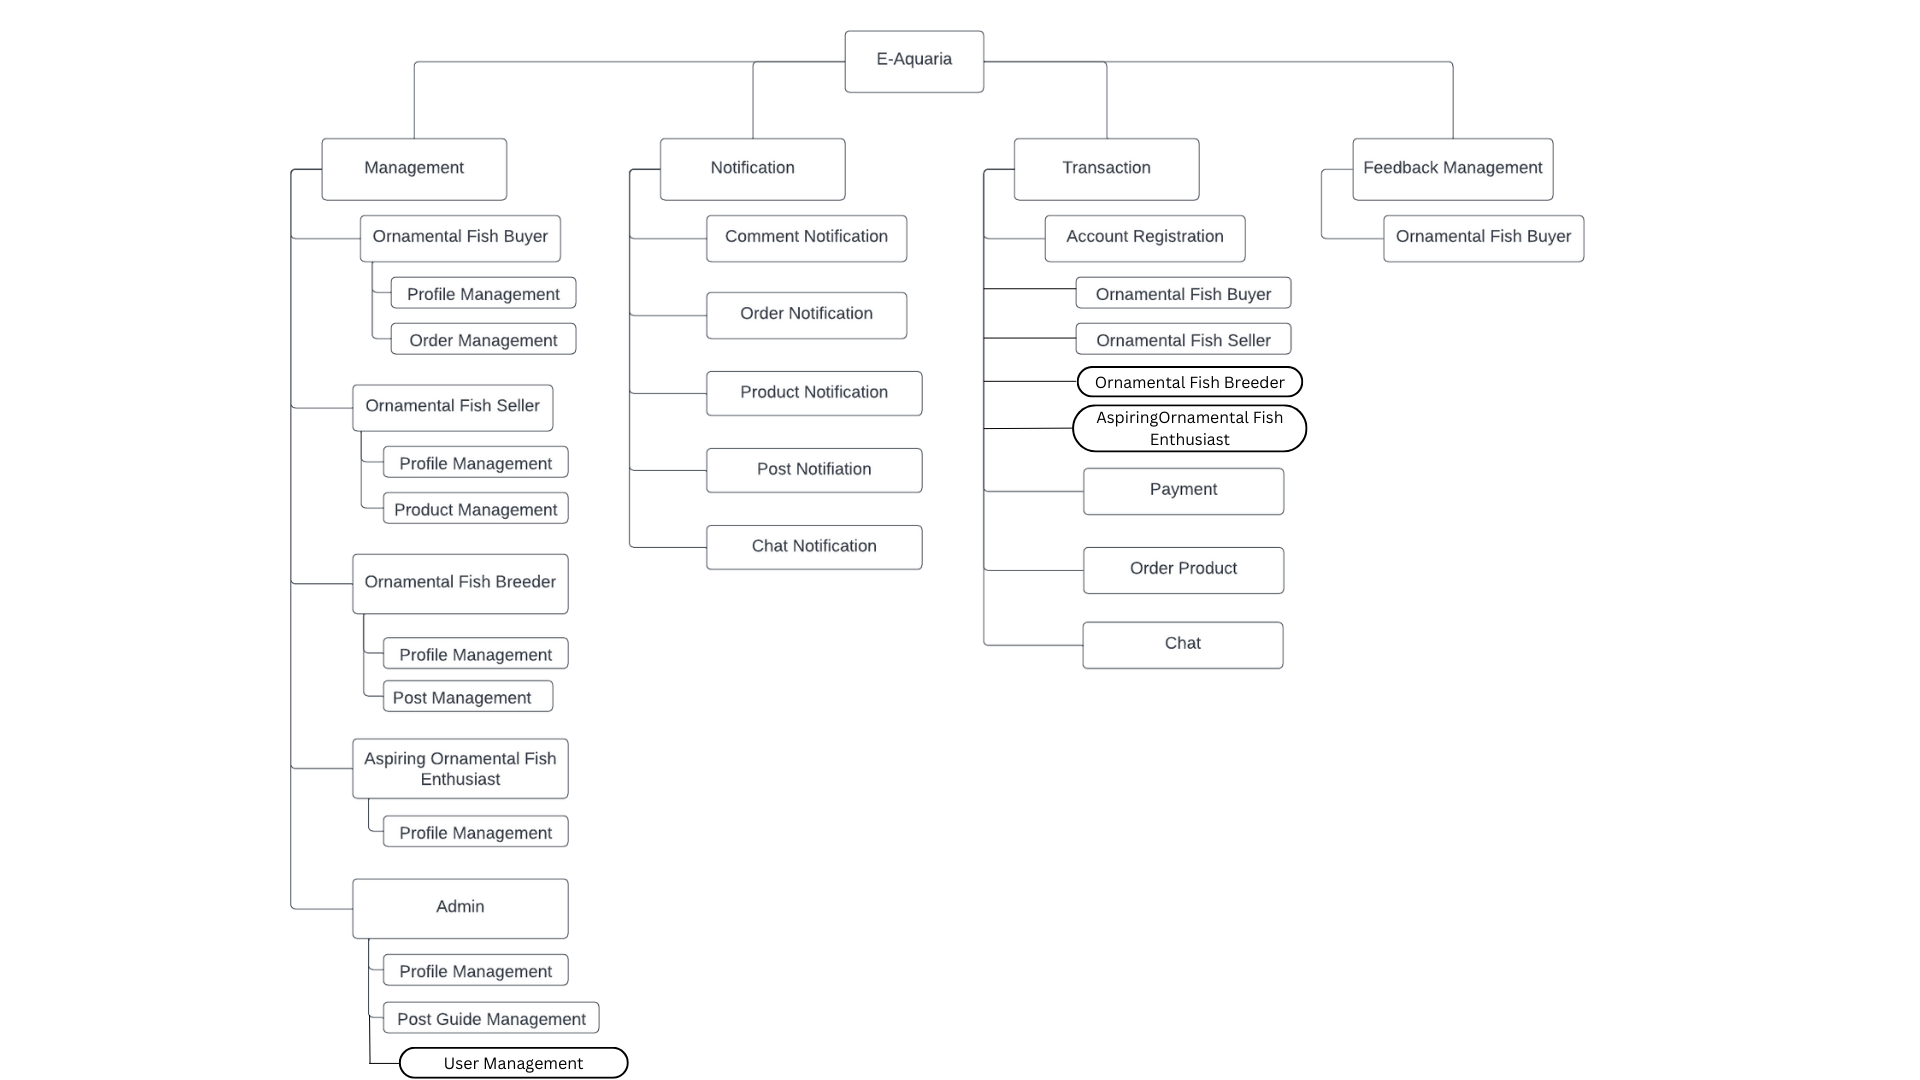 E-Aquaria
Management
Ornamental Fish Buyer
Profile Management
Order Management
Ornamental Fish Seller
Profile Management
Product Management
Ornamental Fish Breeder
Profile Management
Post Management
Aspiring Ornamental Fish
Enthusiast
Profile Management
Admin
Profile Management
Post Guide Management
User Management
Notification
Comment Notification
Order Notification
Product Notification
Post Notifiation
Chat Notification
Transaction
Account Registration
Ornamental Fish Buyer
Ornamental Fish Seller
Ornamental Fish Breeder
AspiringOrnamental Fish
Enthusiast
Payment
Order Product
Chat
Feedback Management
Ornamental Fish Buyer